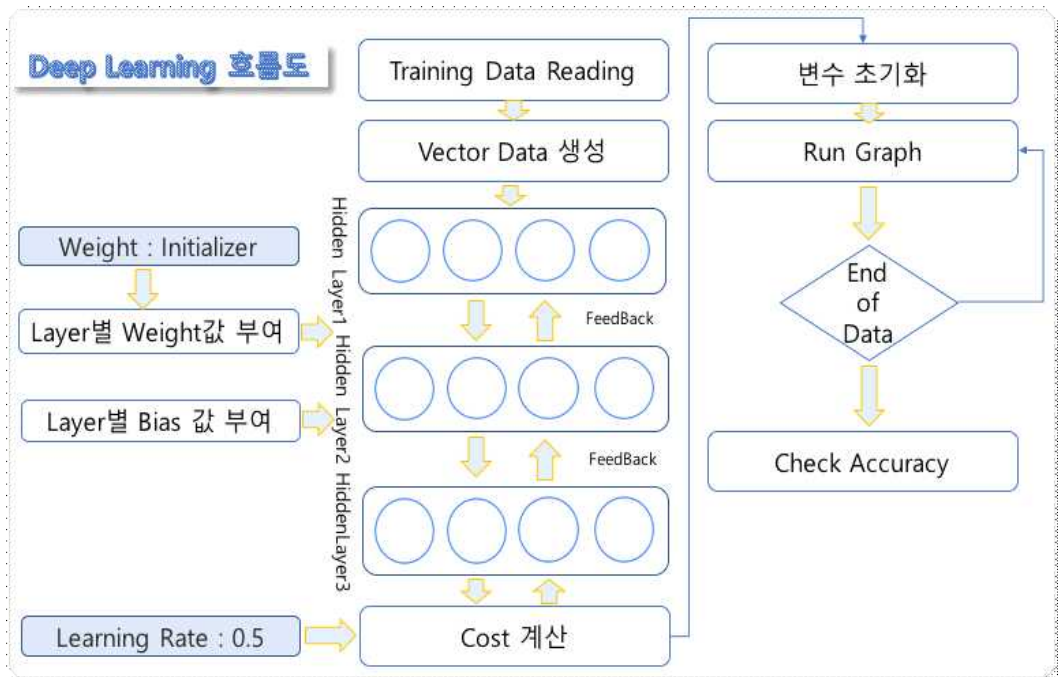 Deep Learning 흐름도
Training Data Reading
Vector Data 생성
Hidden Layer1 Hidden Layer2 HiddenLayer3
Weight : Initializer
Layer별 Weight값 부여
Layer별 Bias 값 부여
FeedBack
FeedBack
Learning Rate : 0.5
Cost 계산
변수 초기화
Run Graph
End
of
Data
Check Accuracy